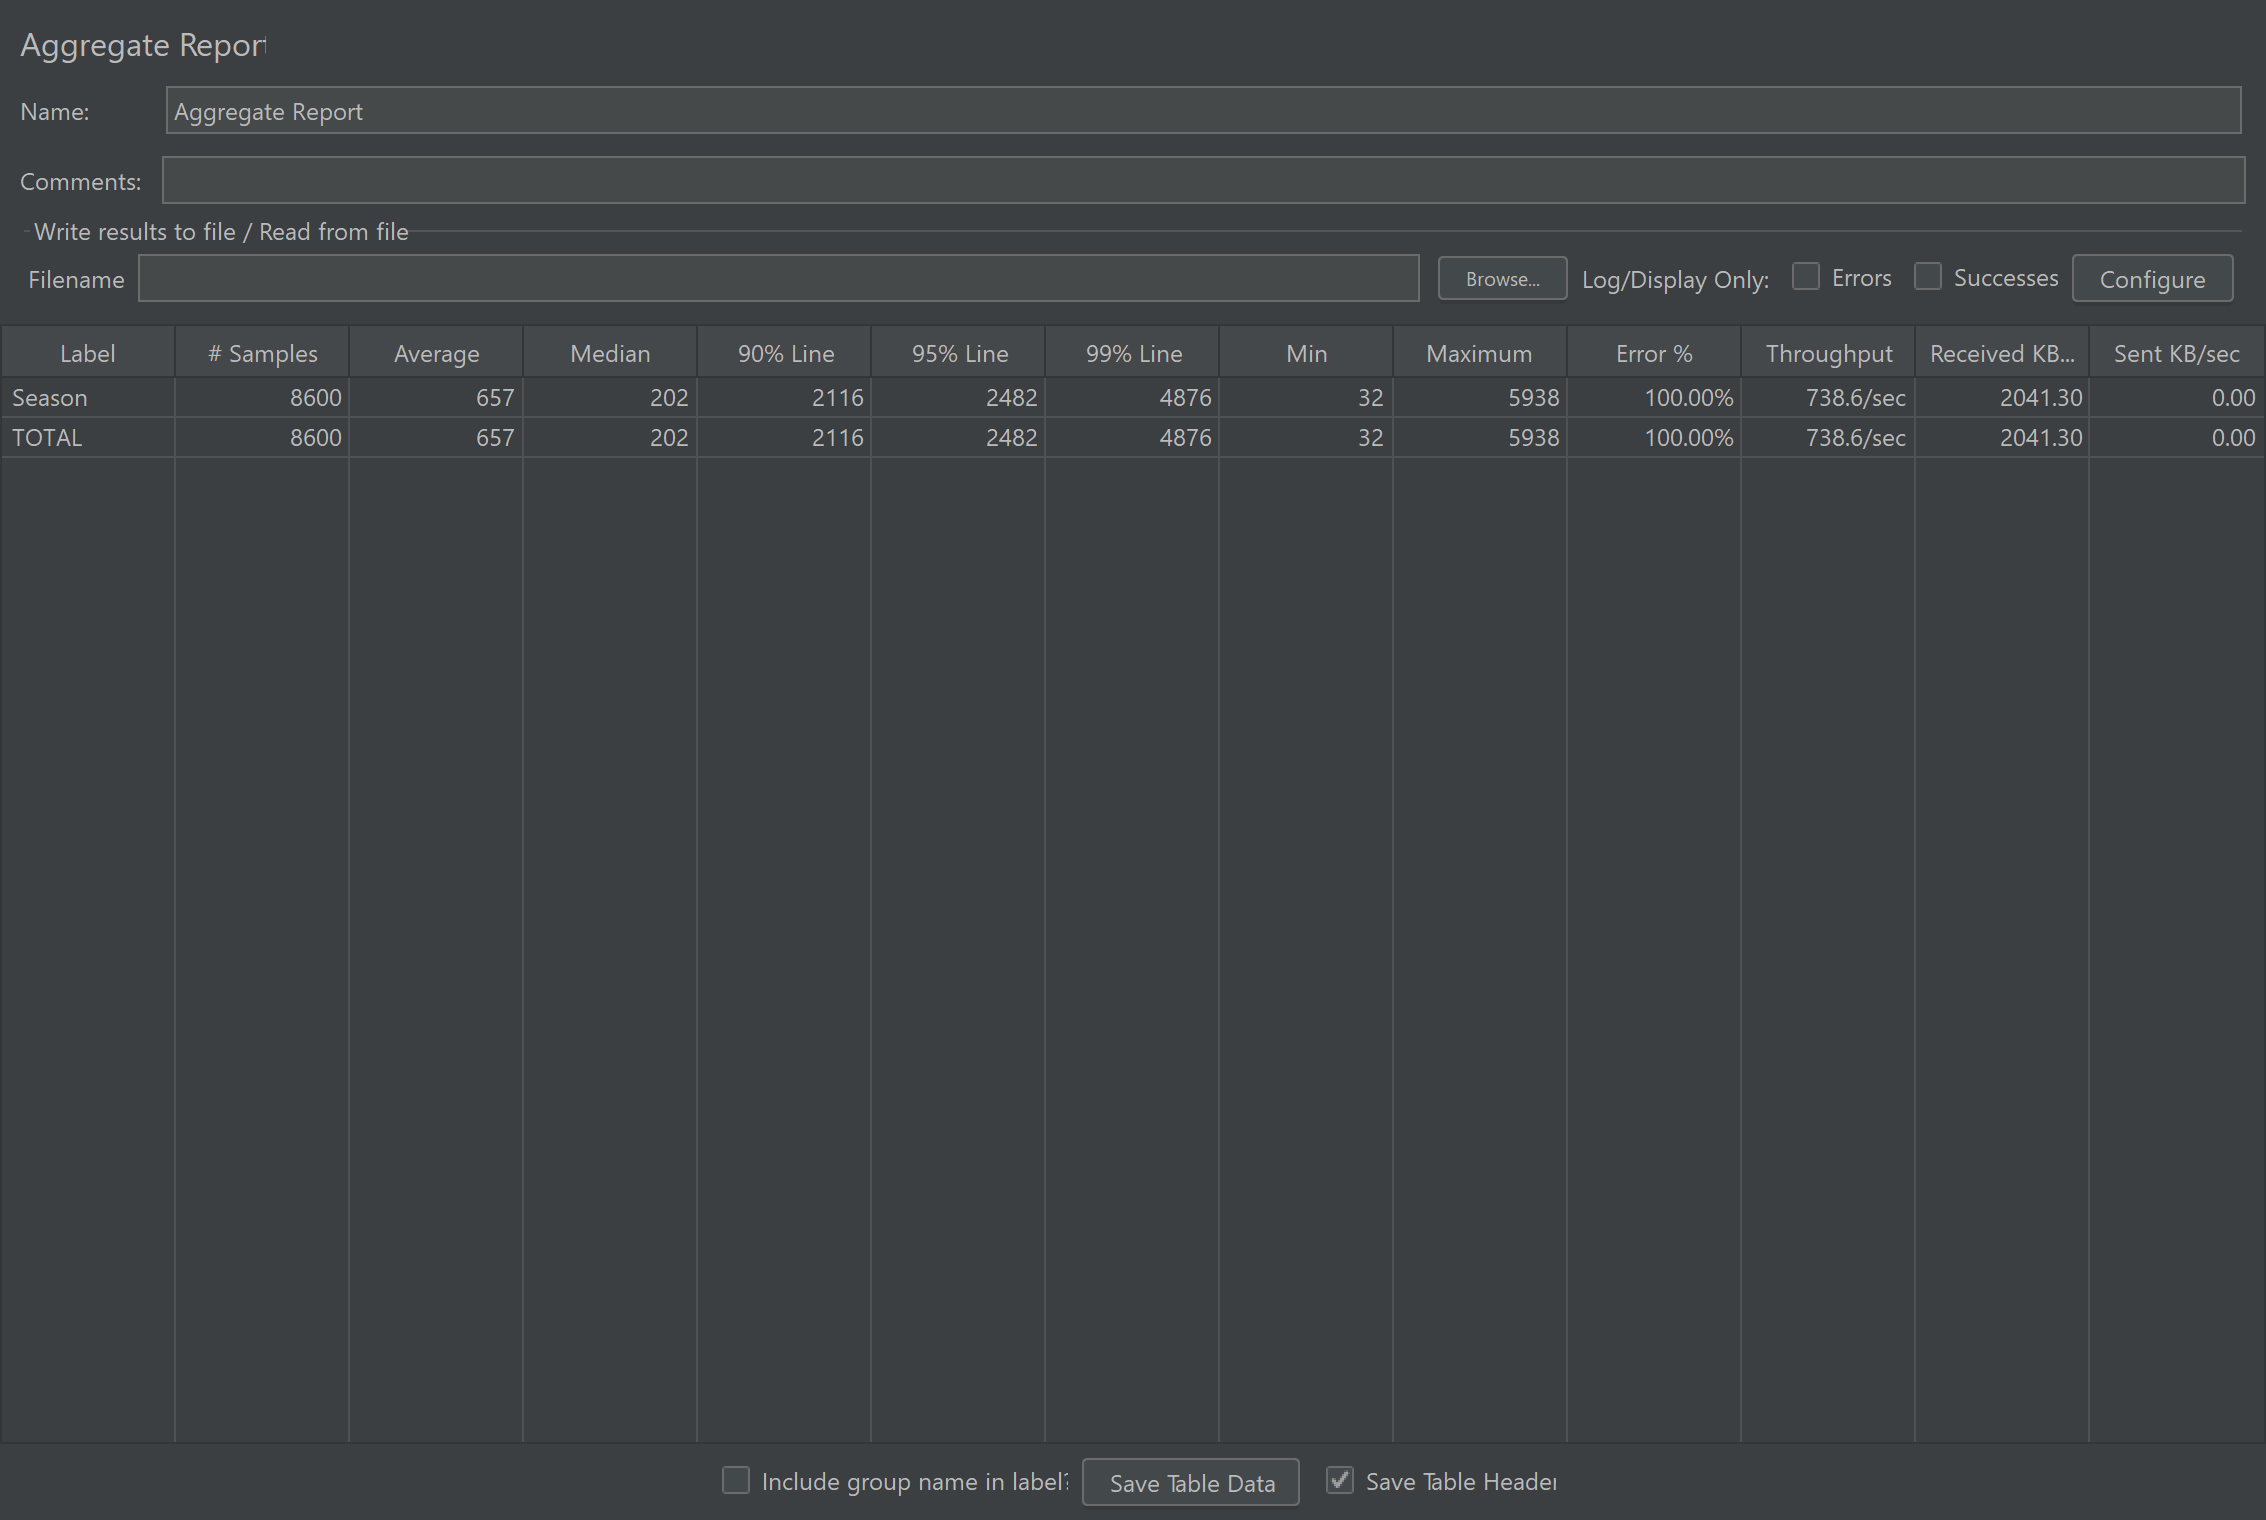 Aggregate Report
Name: Aggregate Report
Comments:
Write results to file / Read from file
Filename Browse... Log/Display Only: Errors Successes Configure
Label # Samples Average Median 90% Line 95% Line 99% Line Min Maximum Error % Throughput Received KB... Sent KB/sec
Season 8600 657 202 2116 2482 4876 32 5938 100.00% 738.6/sec 2041.30 0.00
TOTAL 8600 657 202 2116 2482 4876 32 5938 100.00% 738.6/sec 2041.30 0.00
Include group name in label? Save Table Data Save Table Header